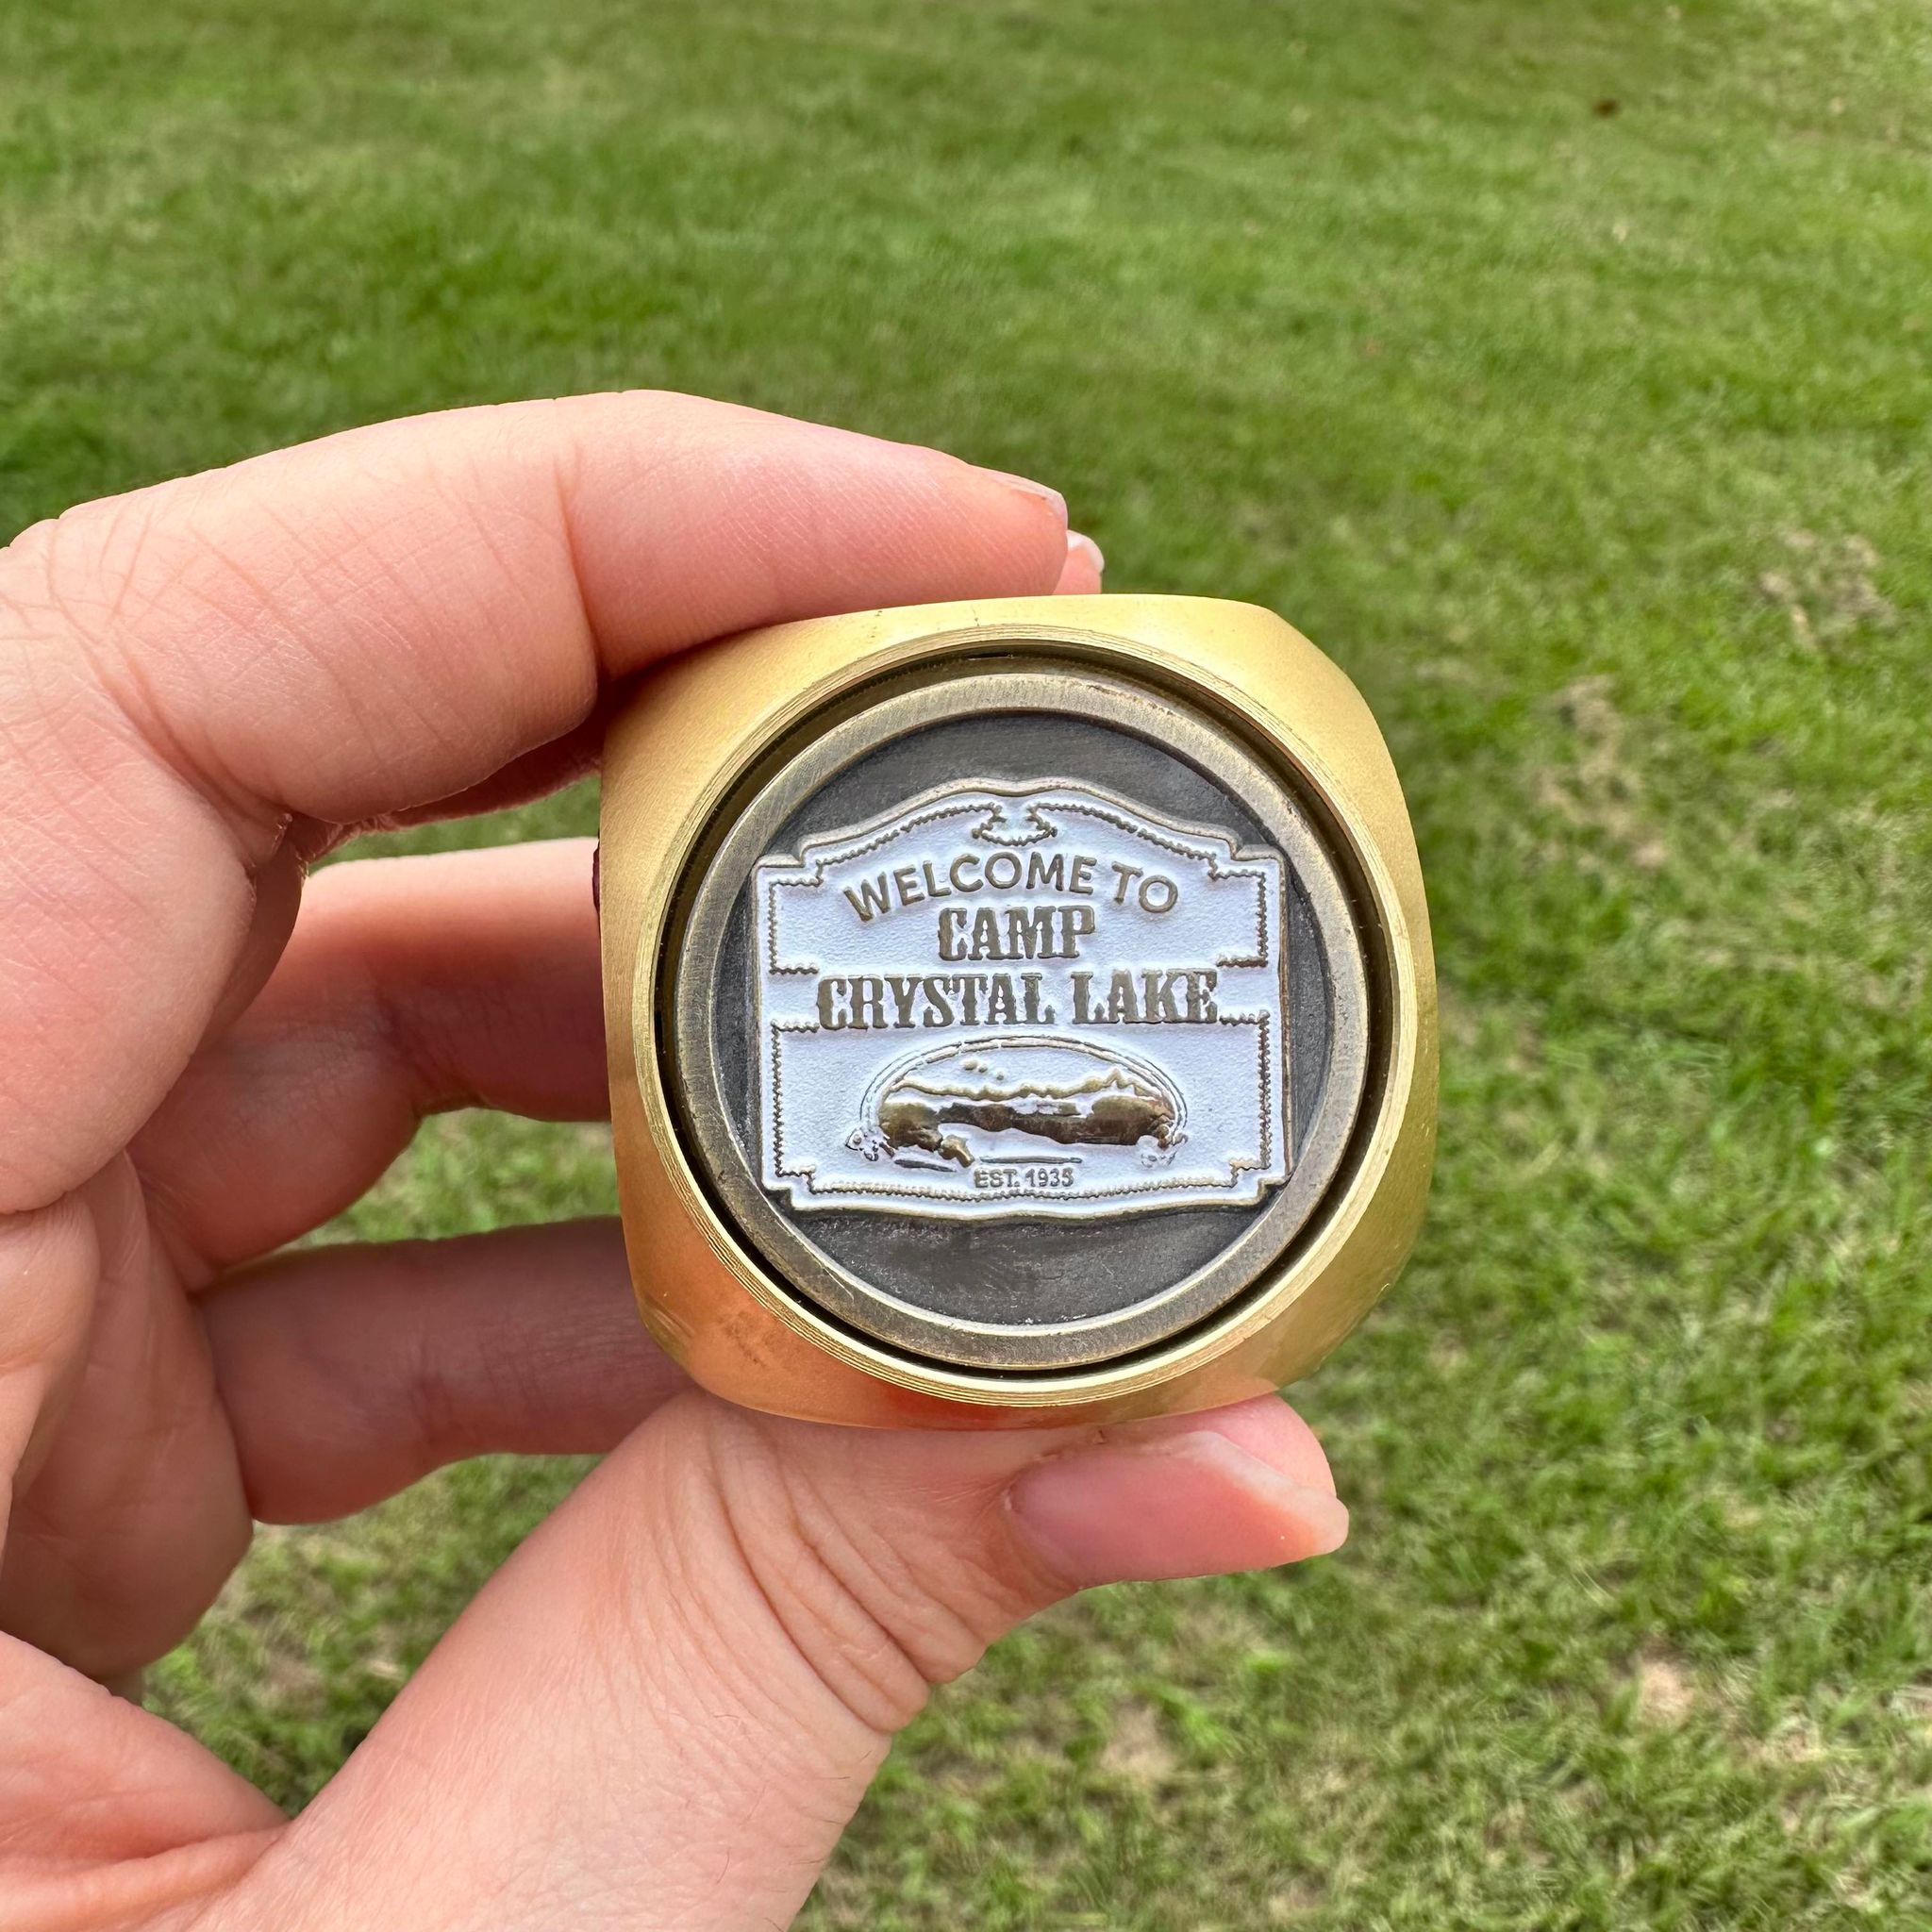 WELCOME TO
CAMP
CRYSTAL LAKE
EST. 1935